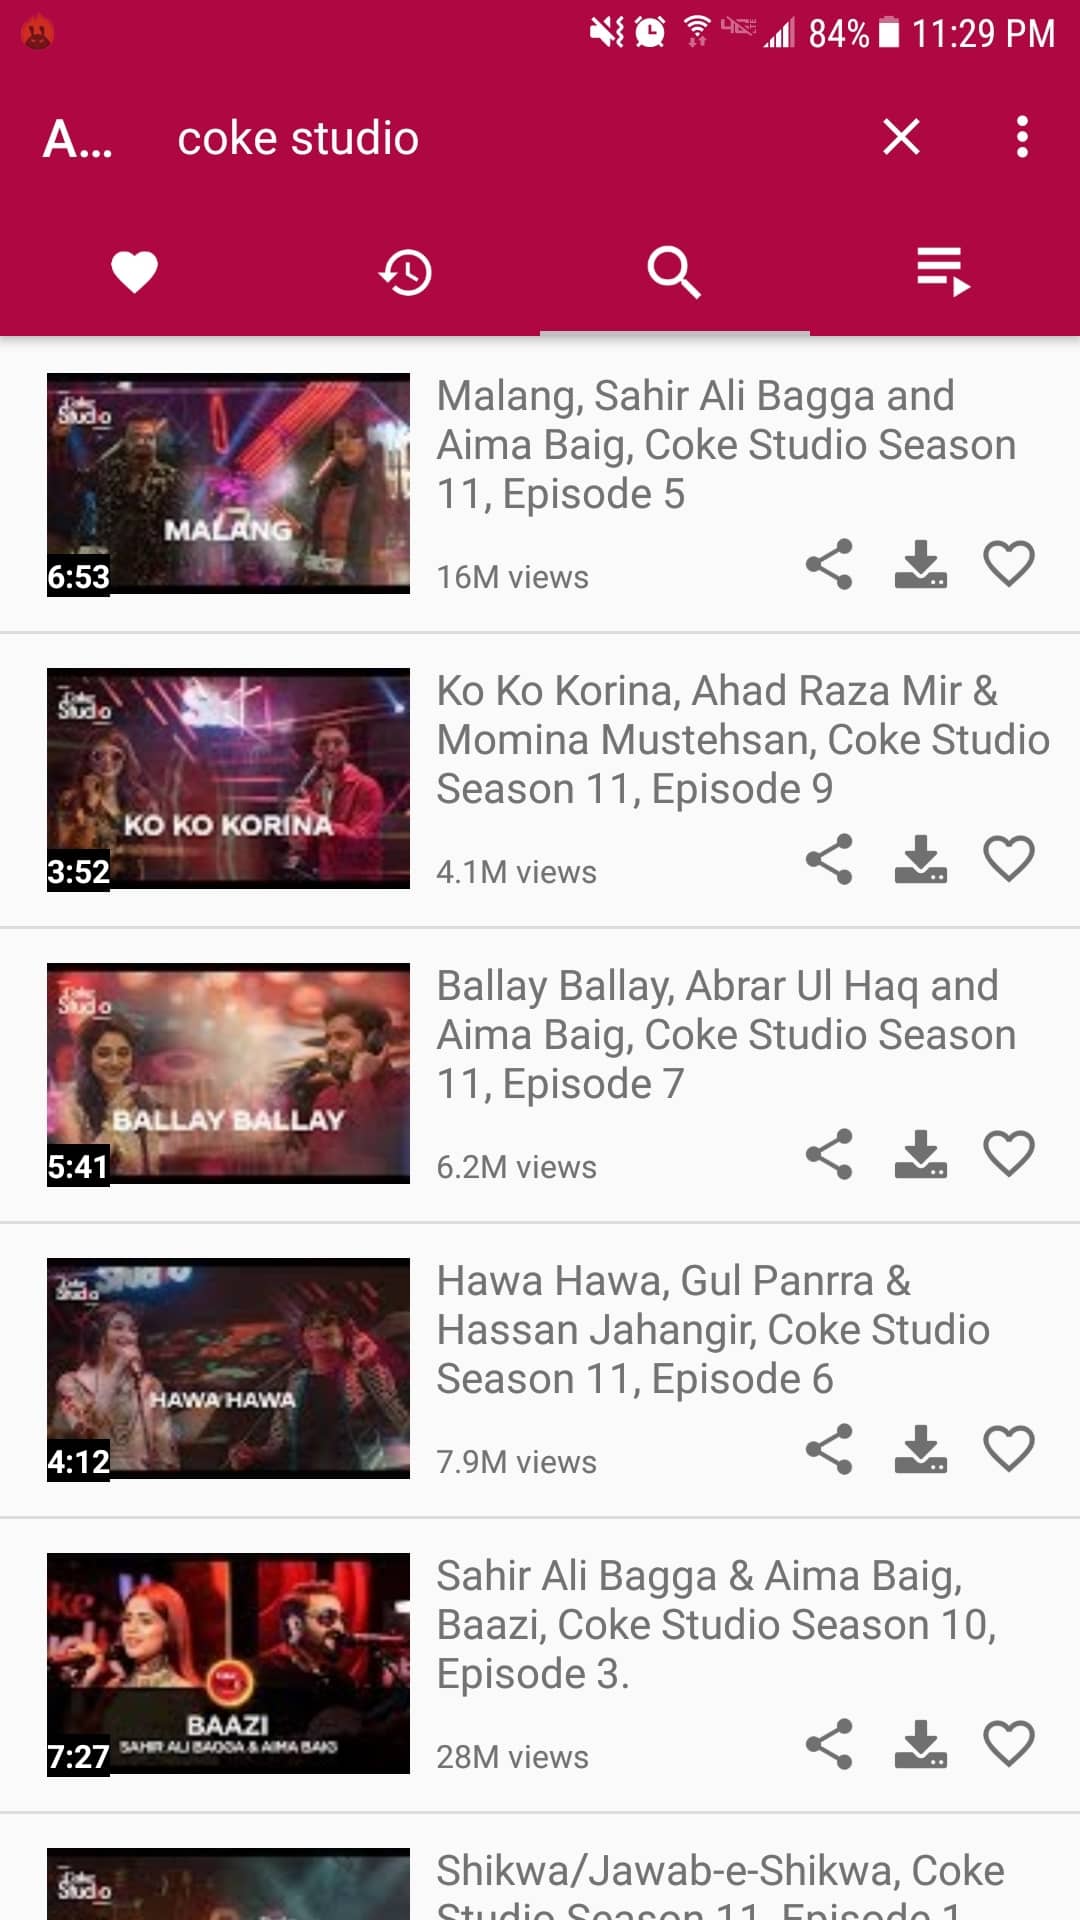 84% 11:29 PM
A... coke studio
Coke Studio
MALANG
6:53
Malang, Sahir Ali Bagga and
Aima Baig, Coke Studio Season
11, Episode 5
16M views
Coke Studio
KO KO KORINA
3:52
Ko Ko Korina, Ahad Raza Mir &
Momina Mustehsan, Coke Studio
Season 11, Episode 9
4.1M views
Coke Studio
BALLAY BALLAY
5:41
Ballay Ballay, Abrar Ul Haq and
Aima Baig, Coke Studio Season
11, Episode 7
6.2M views
Coke Studio
HAWA HAWA
4:12
Hawa Hawa, Gul Panrra &
Hassan Jahangir, Coke Studio
Season 11, Episode 6
7.9M views
BAAZI
SAHIR ALI BAGGA & AIMA BAIG
7:27
Sahir Ali Bagga & Aima Baig,
Baazi, Coke Studio Season 10,
Episode 3.
28M views
Coke Studio
Shikwa/Jawab-e-Shikwa, Coke
Studio Season 11, Episode 1